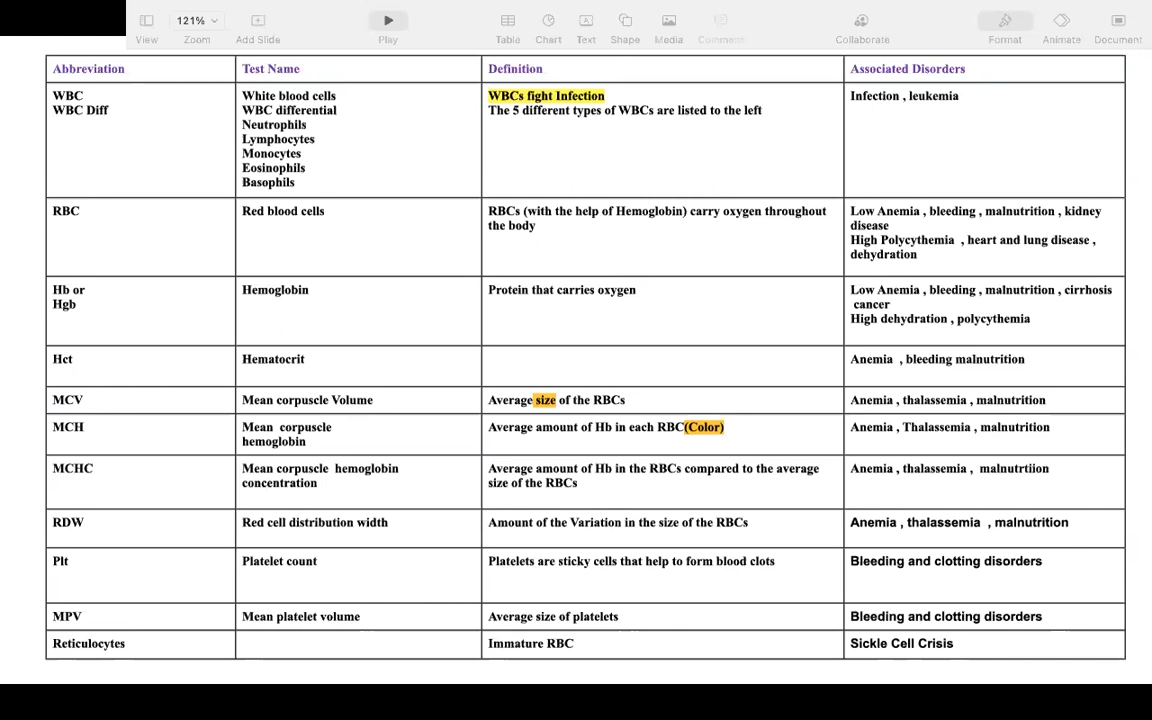 121%
View Zoom Add Slide Play Table Chart Text Shape Media Comment Collaborate Format Animate Document
Abbreviation Test Name Definition Associated Disorders
WBC White blood cells WBCs fight Infection Infection , leukemia
WBC Diff WBC differential The 5 different types of WBCs are listed to the left
Neutrophils
Lymphocytes
Monocytes
Eosinophils
Basophils
RBC Red blood cells RBCs (with the help of Hemoglobin) carry oxygen throughout Low Anemia , bleeding , malnutrition , kidney
the body disease
High Polycythemia , heart and lung disease ,
dehydration
Hb or Hemoglobin Protein that carries oxygen Low Anemia , bleeding , malnutrition , cirrhosis
Hgb cancer
High dehydration , polycythemia
Hct Hematocrit Anemia , bleeding malnutrition
MCV Mean corpuscle Volume Average size of the RBCs Anemia , thalassemia , malnutrition
MCH Mean corpuscle Average amount of Hb in each RBC(Color) Anemia , Thalassemia , malnutrition
hemoglobin
MCHC Mean corpuscle hemoglobin Average amount of Hb in the RBCs compared to the average Anemia , thalassemia , malnutrtiion
concentration size of the RBCs
RDW Red cell distribution width Amount of the Variation in the size of the RBCs Anemia , thalassemia , malnutrition
Plt Platelet count Platelets are sticky cells that help to form blood clots Bleeding and clotting disorders
MPV Mean platelet volume Average size of platelets Bleeding and clotting disorders
Reticulocytes Immature RBC Sickle Cell Crisis